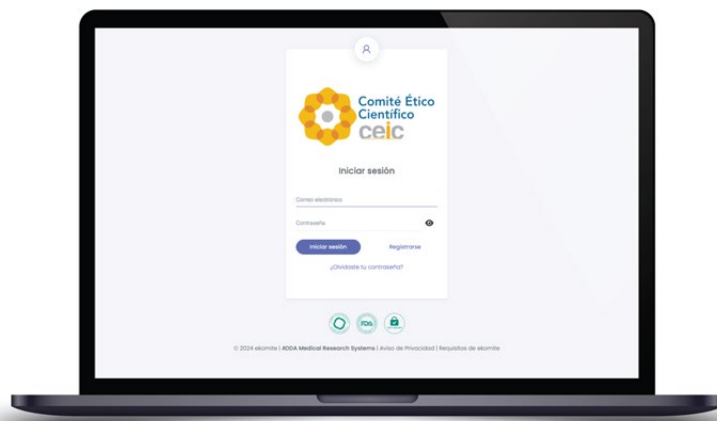 Comité Ético
Científico
ceic
Iniciar sesión
Correo electrónico
Contraseña
Iniciar sesión
Registrarse
¿Olvidaste tu contraseña?
FDA
© 2024 ekomite | ADDA Medical Research Systems | Aviso de Privacidad | Requisitos de ekomite